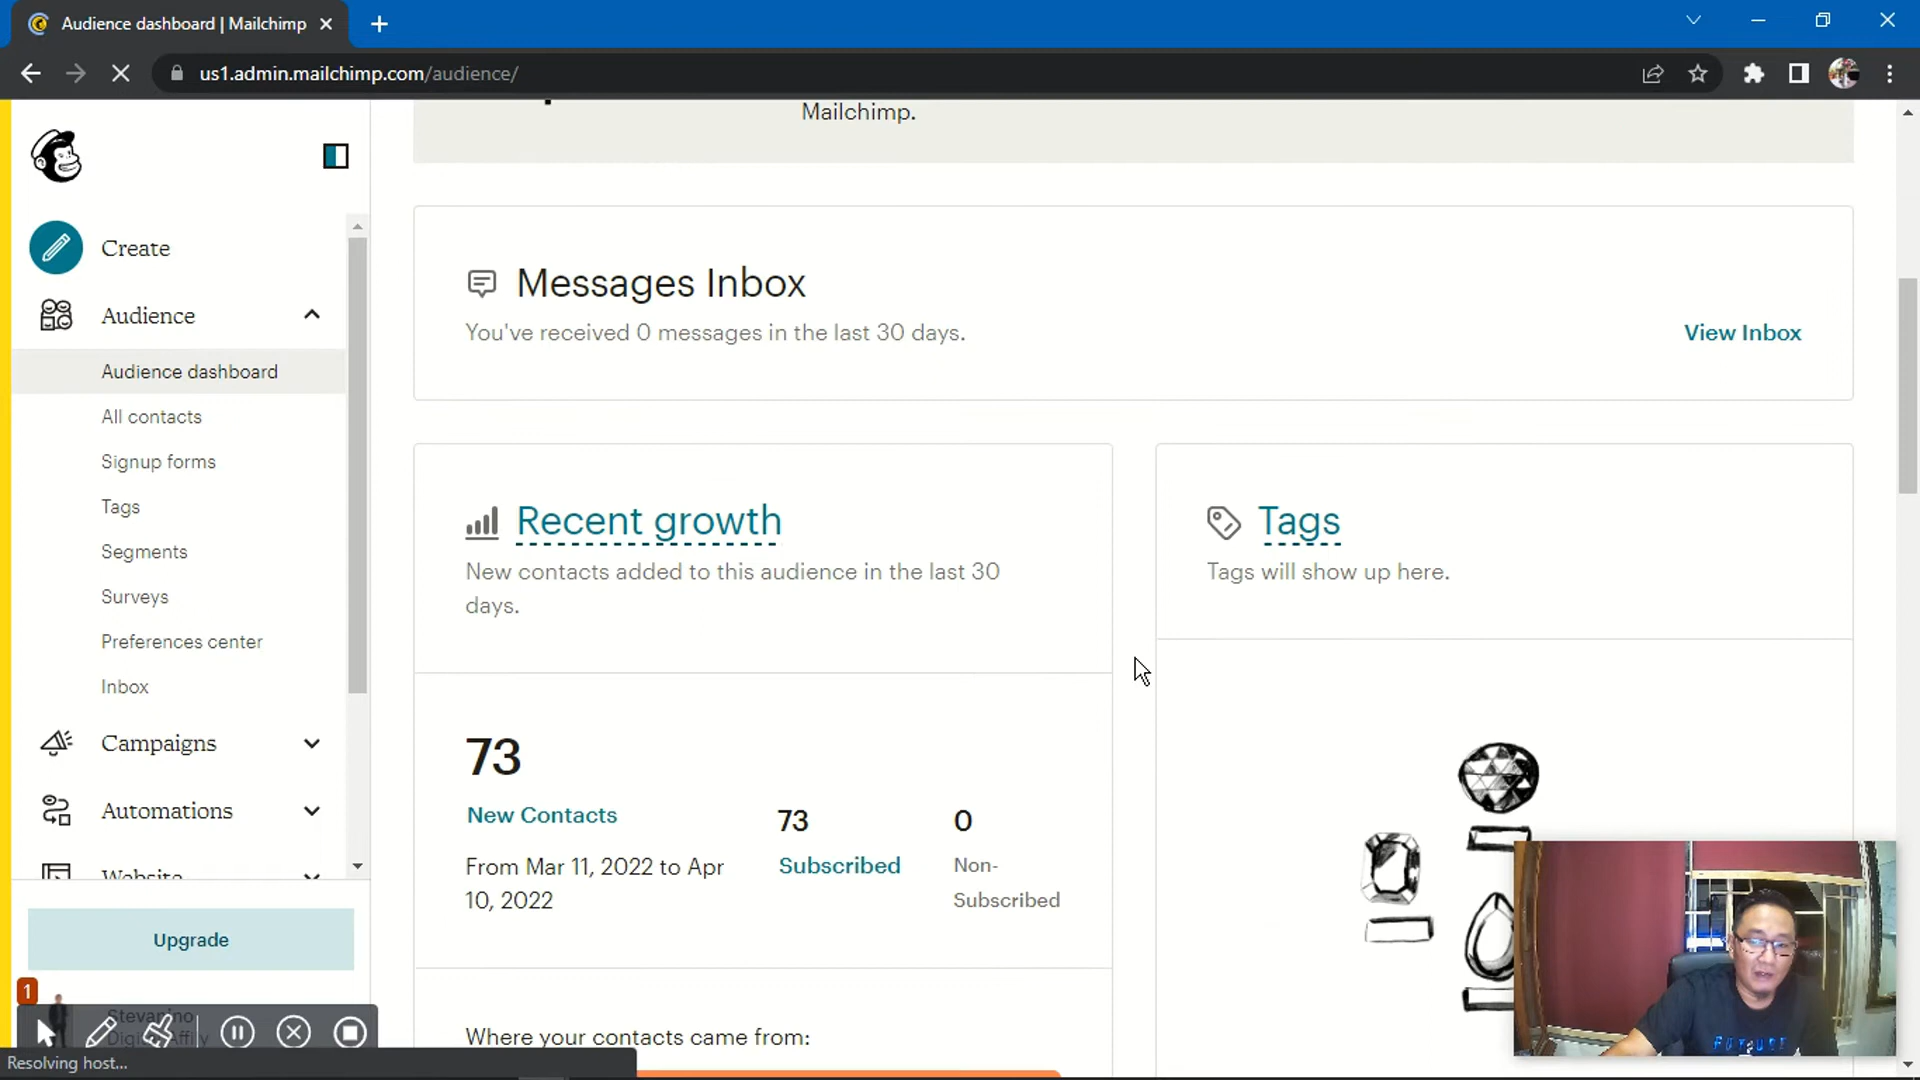 Audience dashboard | Mailchimp
us1.admin.mailchimp.com/audience/
Mailchimp.
Create
Audience
Audience dashboard
All contacts
Signup forms
Tags
Segments
Surveys
Preferences center
Inbox
Campaigns
Automations
Website
Upgrade
1
Stevanino
Resolving host...
Messages Inbox
You've received 0 messages in the last 30 days.
View Inbox
Recent growth
New contacts added to this audience in the last 30
days.
73
New Contacts
From Mar 11, 2022 to Apr
10, 2022
73
Subscribed
0
Non-
Subscribed
Where your contacts came from:
Tags
Tags will show up here.
FUTURE